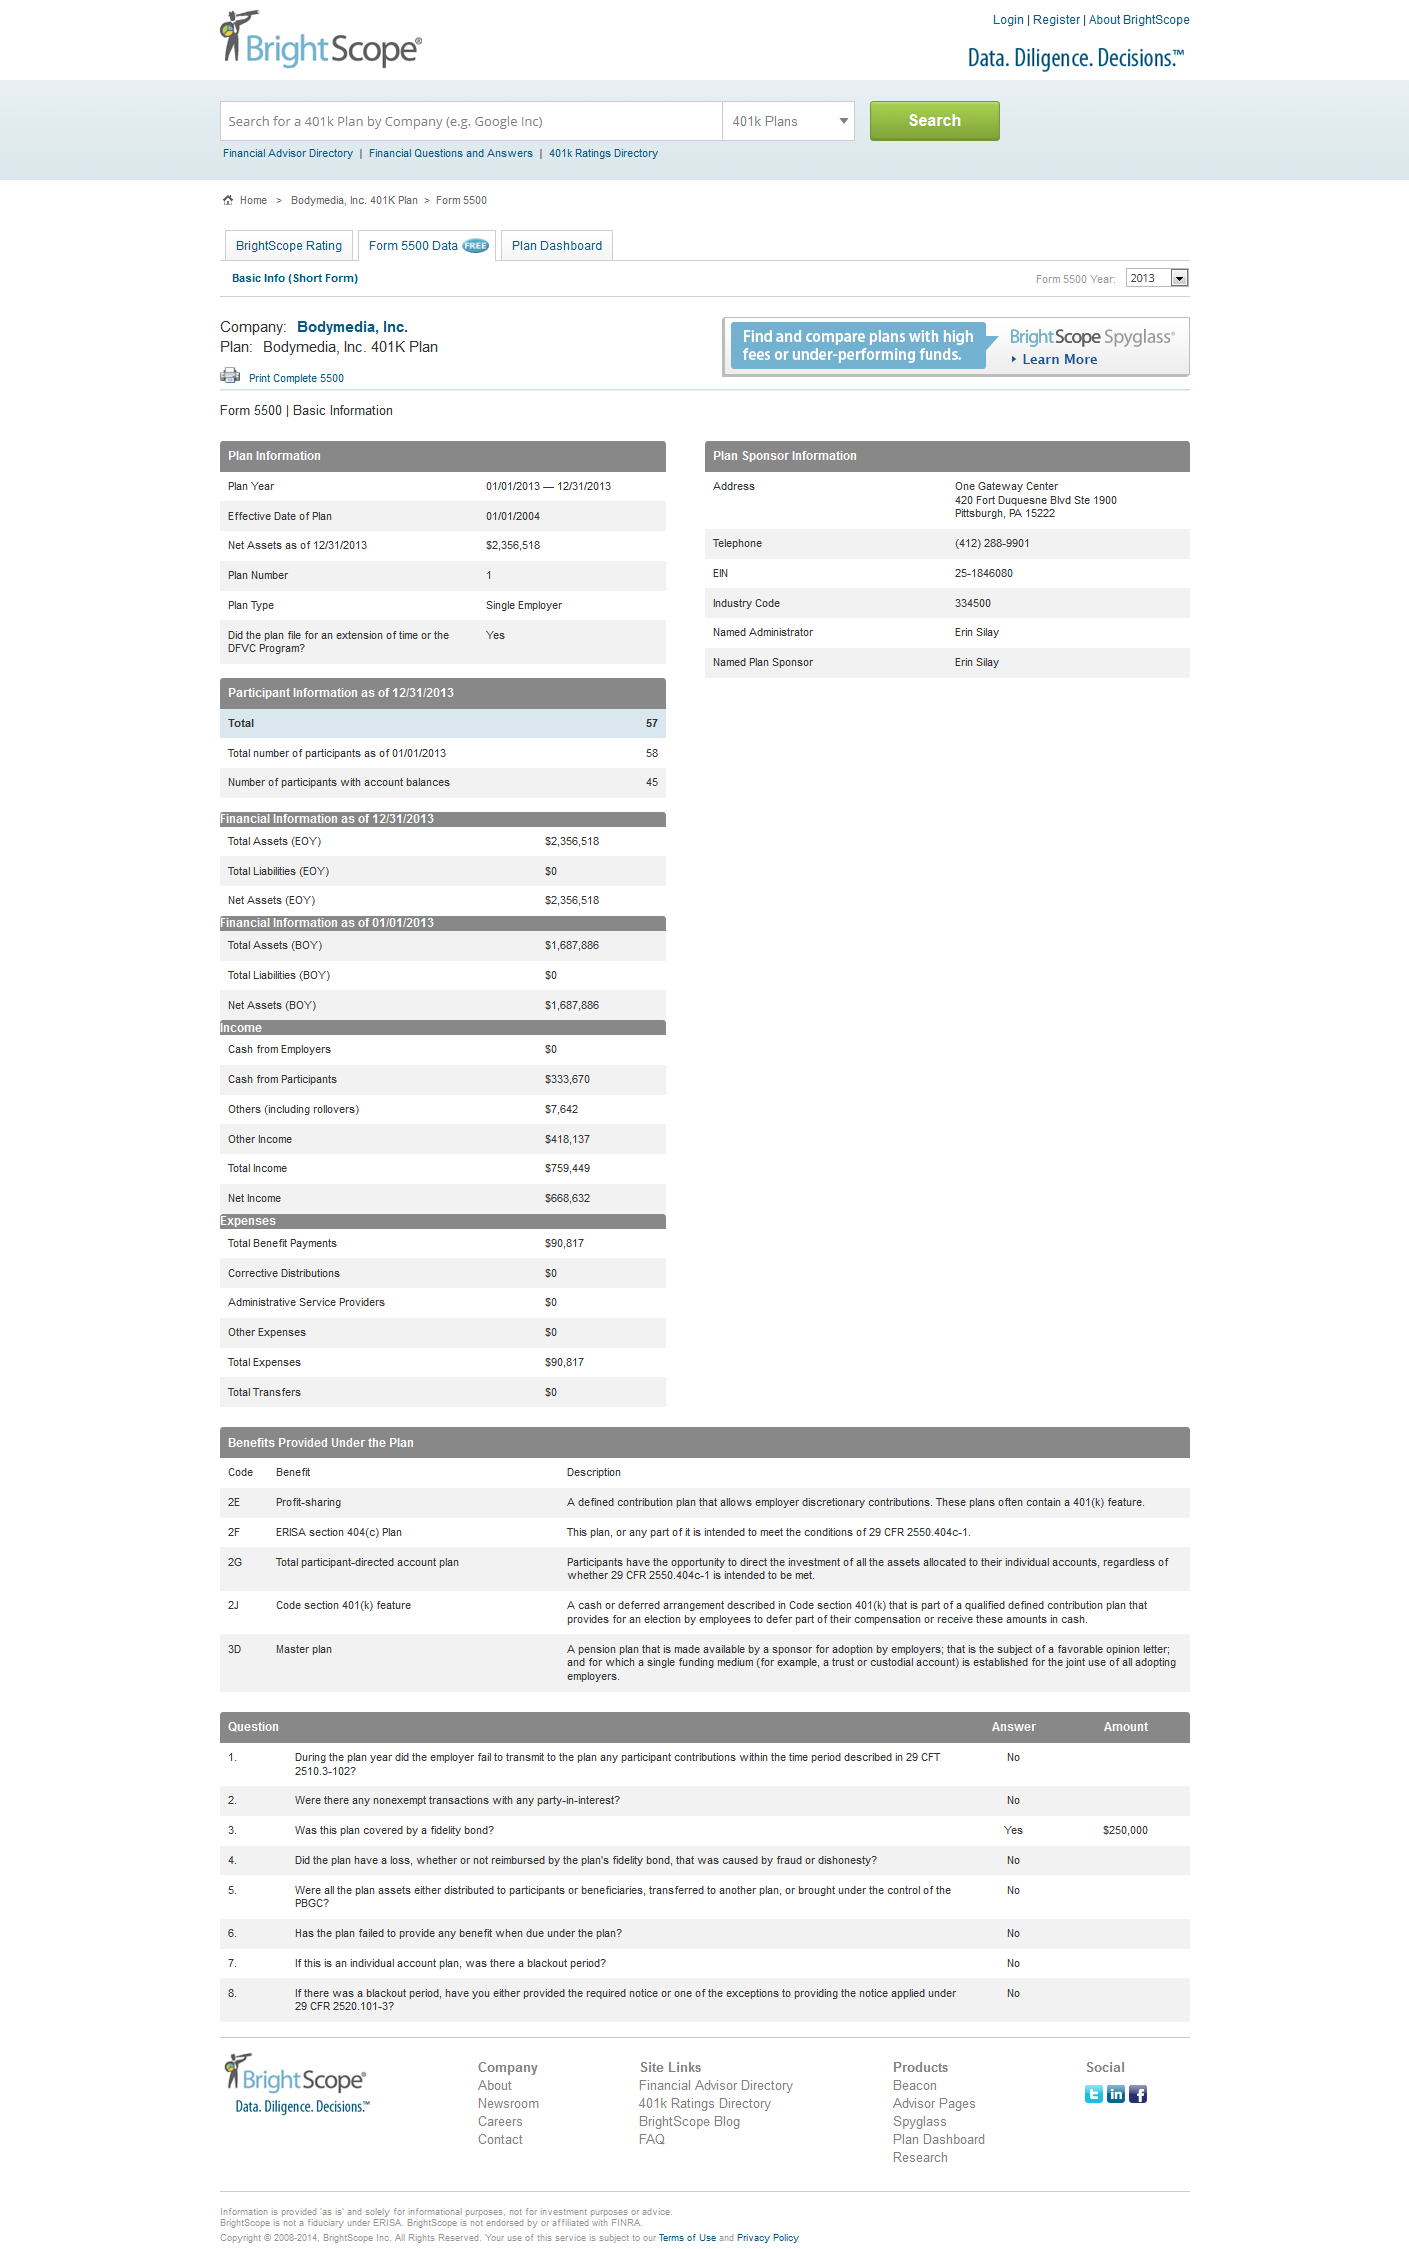 BrightScope®
Login | Register | About BrightScope
Data. Diligence. Decisions.™
Search for a 401k Plan by Company (e.g. Google Inc)
401k Plans
Search
Financial Advisor Directory | Financial Questions and Answers | 401k Ratings Directory
Home > Bodymedia, Inc. 401K Plan > Form 5500
BrightScope Rating
Form 5500 Data FREE
Plan Dashboard
Basic Info (Short Form)
Form 5500 Year: 2013
Company: Bodymedia, Inc.
Plan: Bodymedia, Inc. 401K Plan
Print Complete 5500
Find and compare plans with high
fees or under-performing funds.
BrightScope Spyglass®
Learn More
Form 5500 | Basic Information
Plan Information
Plan Year 01/01/2013 — 12/31/2013
Effective Date of Plan 01/01/2004
Net Assets as of 12/31/2013 $2,356,518
Plan Number 1
Plan Type Single Employer
Did the plan file for an extension of time or the Yes
DFVC Program?
Plan Sponsor Information
Address One Gateway Center
420 Fort Duquesne Blvd Ste 1900
Pittsburgh, PA 15222
Telephone (412) 288-9901
EIN 25-1846080
Industry Code 334500
Named Administrator Erin Silay
Named Plan Sponsor Erin Silay
Participant Information as of 12/31/2013
Total 57
Total number of participants as of 01/01/2013 58
Number of participants with account balances 45
Financial Information as of 12/31/2013
Total Assets (EOY) $2,356,518
Total Liabilities (EOY) $0
Net Assets (EOY) $2,356,518
Financial Information as of 01/01/2013
Total Assets (BOY) $1,687,886
Total Liabilities (BOY) $0
Net Assets (BOY) $1,687,886
Income
Cash from Employers $0
Cash from Participants $333,670
Others (including rollovers) $7,642
Other Income $418,137
Total Income $759,449
Net Income $668,632
Expenses
Total Benefit Payments $90,817
Corrective Distributions $0
Administrative Service Providers $0
Other Expenses $0
Total Expenses $90,817
Total Transfers $0
Benefits Provided Under the Plan
Code Benefit Description
2E Profit-sharing A defined contribution plan that allows employer discretionary contributions. These plans often contain a 401(k) feature.
2F ERISA section 404(c) Plan This plan, or any part of it is intended to meet the conditions of 29 CFR 2550.404c-1.
2G Total participant-directed account plan Participants have the opportunity to direct the investment of all the assets allocated to their individual accounts, regardless of
whether 29 CFR 2550.404c-1 is intended to be met.
2J Code section 401(k) feature A cash or deferred arrangement described in Code section 401(k) that is part of a qualified defined contribution plan that
provides for an election by employees to defer part of their compensation or receive these amounts in cash.
3D Master plan A pension plan that is made available by a sponsor for adoption by employers; that is the subject of a favorable opinion letter;
and for which a single funding medium (for example, a trust or custodial account) is established for the joint use of all adopting
employers.
Question Answer Amount
1. During the plan year did the employer fail to transmit to the plan any participant contributions within the time period described in 29 CFT No
2510.3-102?
2. Were there any nonexempt transactions with any party-in-interest? No
3. Was this plan covered by a fidelity bond? Yes $250,000
4. Did the plan have a loss, whether or not reimbursed by the plan's fidelity bond, that was caused by fraud or dishonesty? No
5. Were all the plan assets either distributed to participants or beneficiaries, transferred to another plan, or brought under the control of the No
PBGC?
6. Has the plan failed to provide any benefit when due under the plan? No
7. If this is an individual account plan, was there a blackout period? No
8. If there was a blackout period, have you either provided the required notice or one of the exceptions to providing the notice applied under No
29 CFR 2520.101-3?
BrightScope®
Data. Diligence. Decisions.™
Company
About
Newsroom
Careers
Contact
Site Links
Financial Advisor Directory
401k Ratings Directory
BrightScope Blog
FAQ
Products
Beacon
Advisor Pages
Spyglass
Plan Dashboard
Research
Social
Information is provided 'as is' and solely for informational purposes, not for investment purposes or advice.
BrightScope is not a fiduciary under ERISA. BrightScope is not endorsed by or affiliated with FINRA.
Copyright © 2008-2014, BrightScope Inc. All Rights Reserved. Your use of this service is subject to our Terms of Use and Privacy Policy